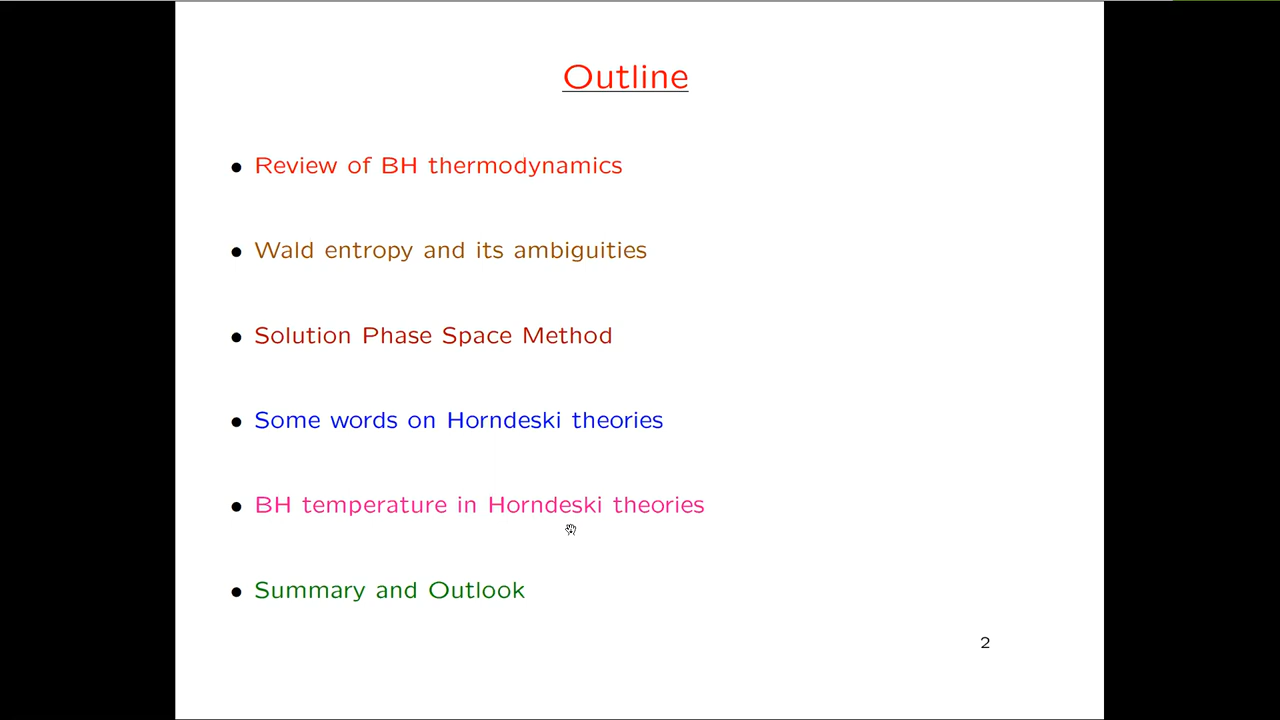 Outline
• Review of BH thermodynamics
• Wald entropy and its ambiguities
• Solution Phase Space Method
• Some words on Horndeski theories
• BH temperature in Horndeski theories
• Summary and Outlook
2